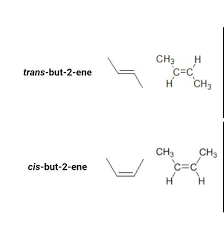 trans-but-2-ene
CH3 H
C=C
H CH3
cis-but-2-ene
CH3 CH3
C=C
H H